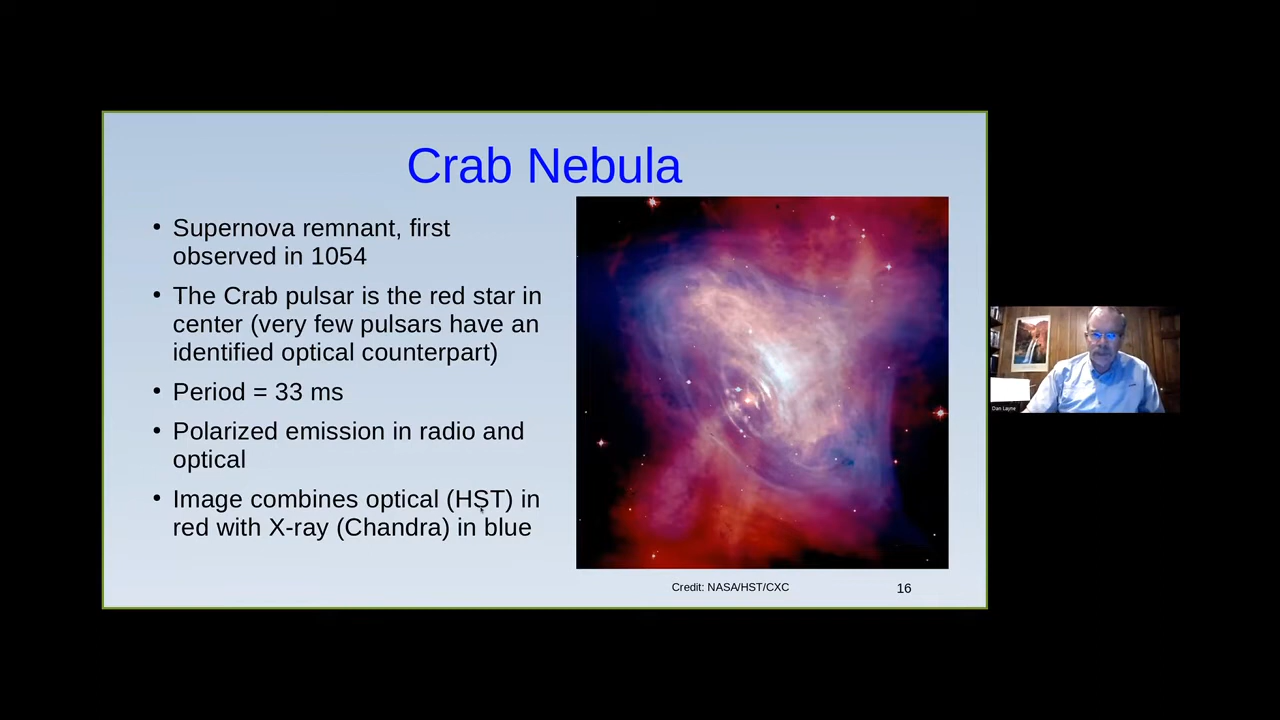 Crab Nebula
• Supernova remnant, first
observed in 1054
• The Crab pulsar is the red star in
center (very few pulsars have an
identified optical counterpart)
• Period = 33 ms
• Polarized emission in radio and
optical
• Image combines optical (HST) in
red with X-ray (Chandra) in blue
Credit: NASA/HST/CXC
16
Dan Layne